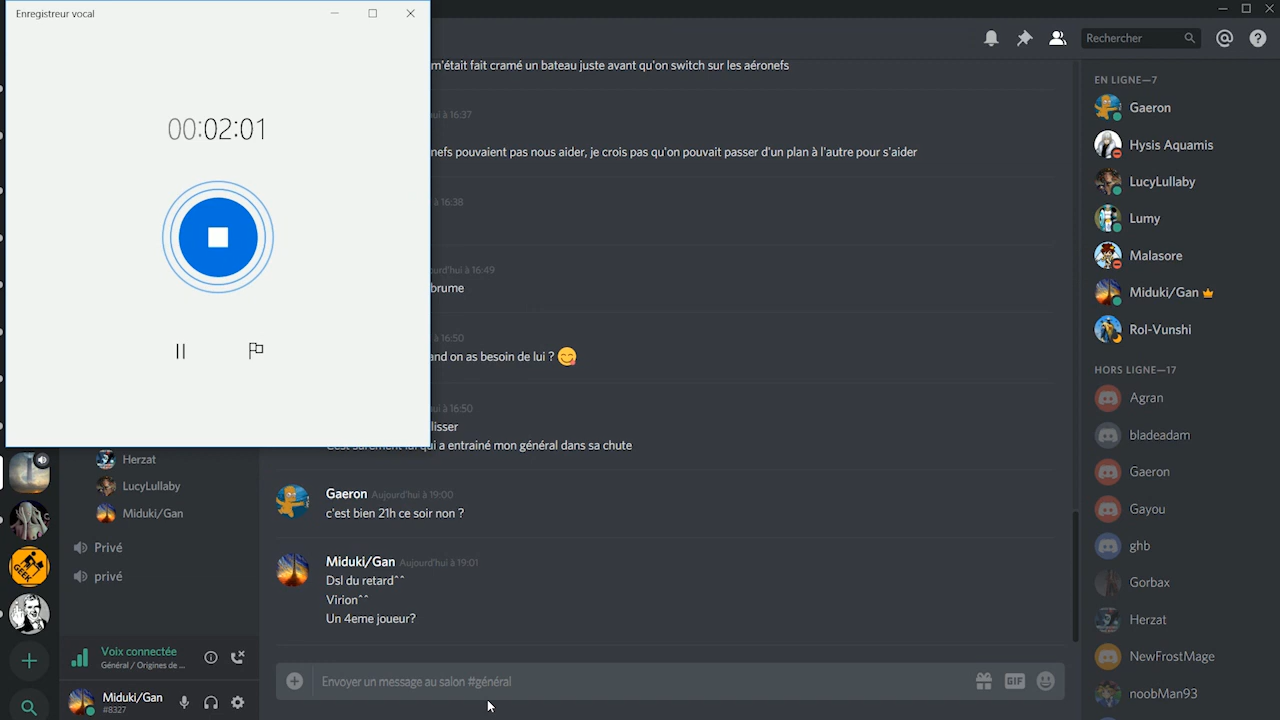 Enregistreur vocal
00:02:01
Rechercher
m'était fait cramé un bateau juste avant qu'on switch sur les aéronefs
ui à 16:37
nefs pouvaient pas nous aider, je crois pas qu'on pouvait passer d'un plan à l'autre pour s'aider
à 16:38
ourd'hui à 16:49
brume
à 16:50
and on as besoin de lui ?
ui à 16:50
lisser
C'est surement lui qui a entrainé mon général dans sa chute
Gaeron Aujourd'hui à 19:00
c'est bien 21h ce soir non ?
Miduki/Gan Aujourd'hui à 19:01
Dsl du retard^^
Virion^^
Un 4eme joueur?
Envoyer un message au salon #général
GIF
Herzat
LucyLullaby
Miduki/Gan
Privé
privé
GEEK
Voix connectée
Général / Origines de ...
Miduki/Gan
#8327
EN LIGNE—7
Gaeron
Hysis Aquamis
LucyLullaby
Lumy
Malasore
Miduki/Gan
Rol-Vunshi
HORS LIGNE—17
Agran
bladeadam
Gaeron
Gayou
ghb
Gorbax
Herzat
NewFrostMage
noobMan93